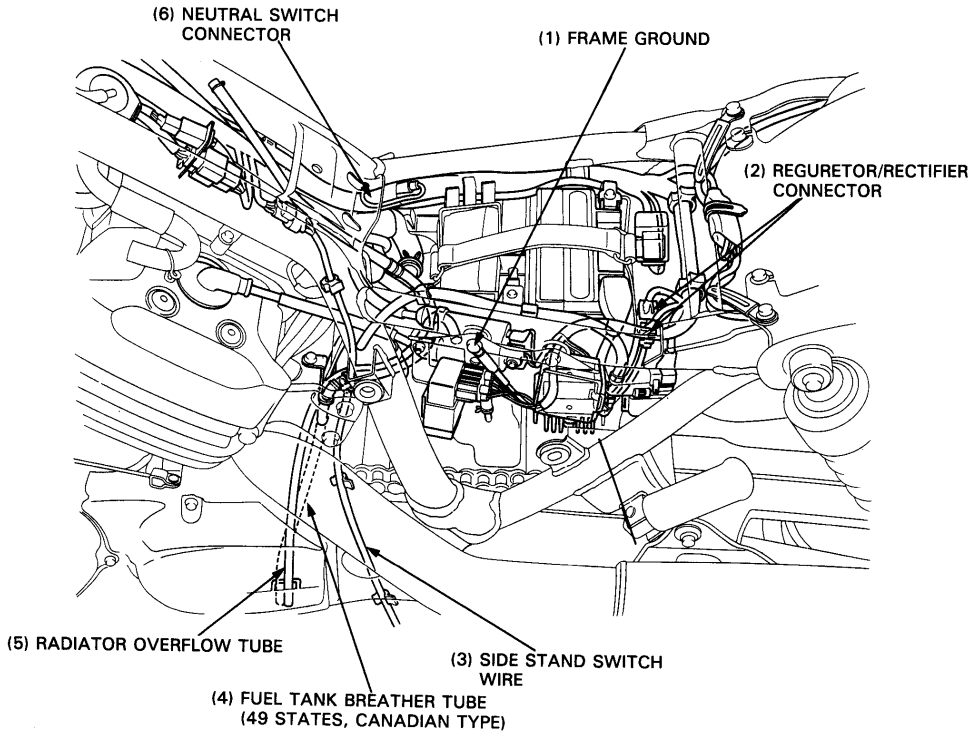 (6) NEUTRAL SWITCH
CONNECTOR
(1) FRAME GROUND
(2) REGURETOR/RECTIFIER
CONNECTOR
(5) RADIATOR OVERFLOW TUBE
(3) SIDE STAND SWITCH
WIRE
(4) FUEL TANK BREATHER TUBE
(49 STATES, CANADIAN TYPE)